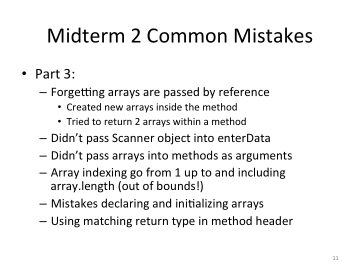 Midterm 2 Common Mistakes
• Part 3:
– Forgetting arrays are passed by reference
• Created new arrays inside the method
• Tried to return 2 arrays within a method
– Didn't pass Scanner object into enterData
– Didn't pass arrays into methods as arguments
– Array indexing go from 1 up to and including
array.length (out of bounds!)
– Mistakes declaring and initializing arrays
– Using matching return type in method header
11